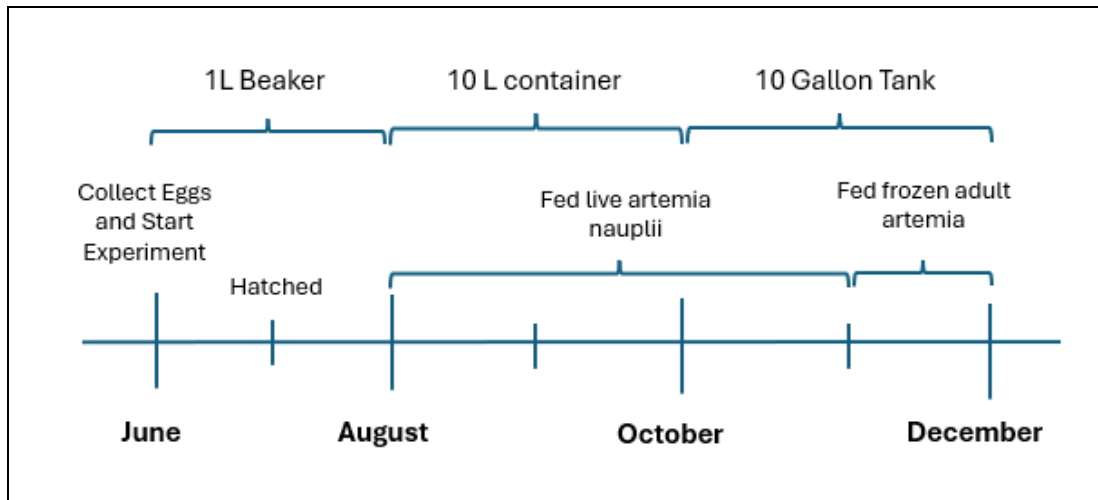 1L Beaker
10 L container
10 Gallon Tank
Collect Eggs
and Start
Experiment
Hatched
Fed live artemia
nauplii
Fed frozen adult
artemia
June
August
October
December